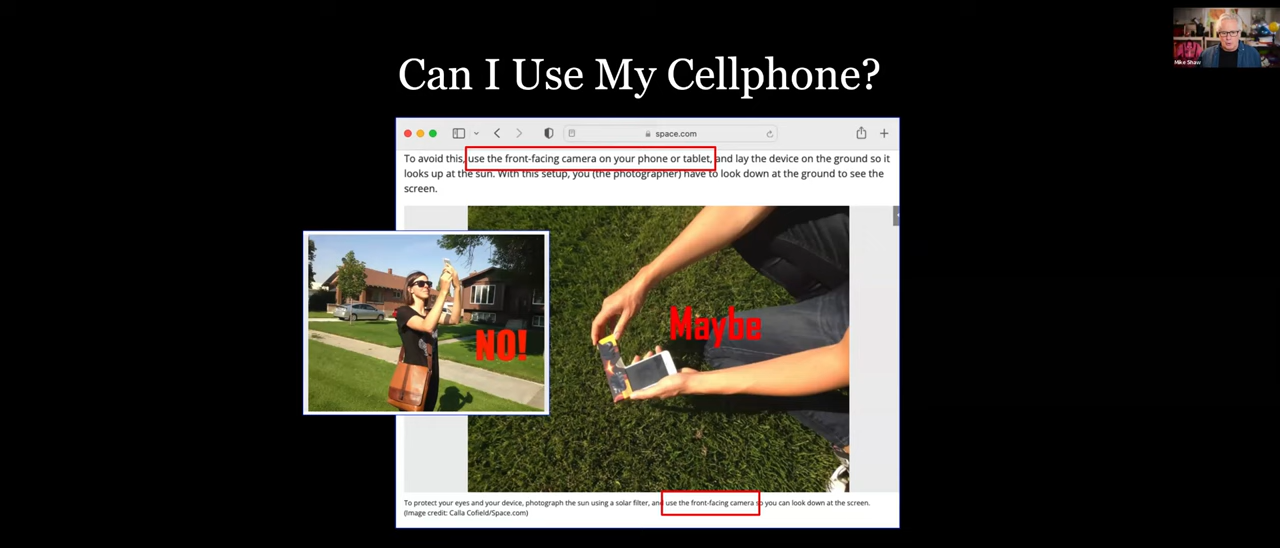 Mike Shaw
Can I Use My Cellphone?
space.com
To avoid this, use the front-facing camera on your phone or tablet, and lay the device on the ground so it
looks up at the sun. With this setup, you (the photographer) have to look down at the ground to see the
screen.
NO!
Maybe
To protect your eyes and your device, photograph the sun using a solar filter, and use the front-facing camera so you can look down at the screen.
(Image credit: Calla Cofield/Space.com)